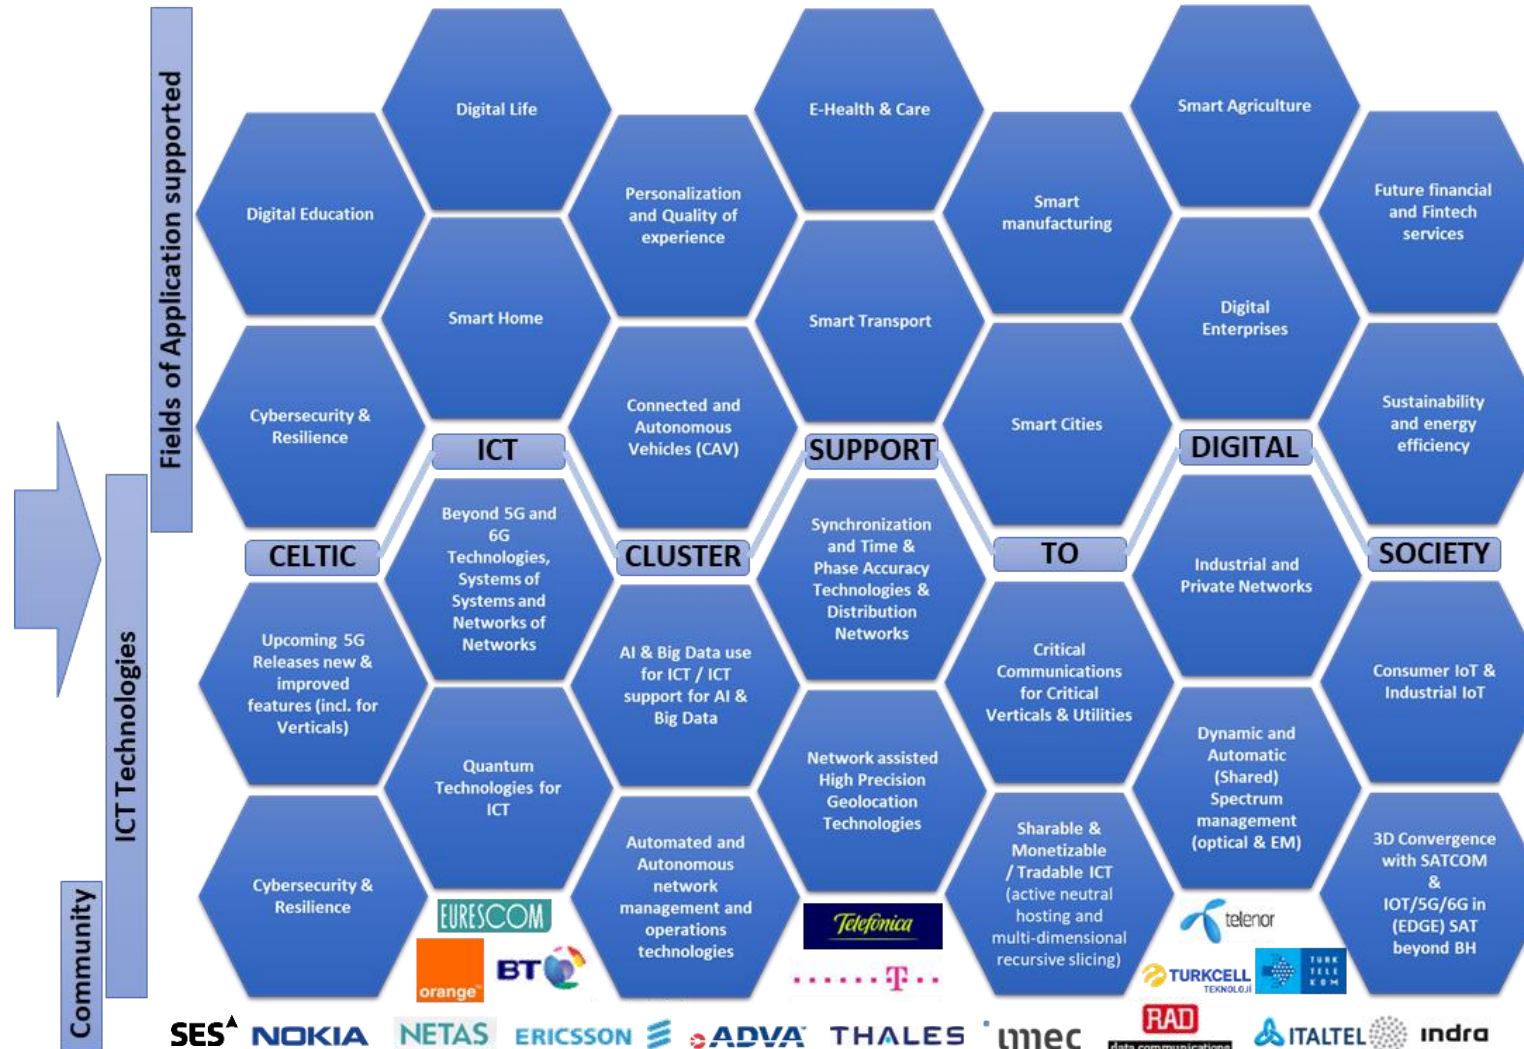 Fields of Application supported
ICT Technologies
Community
Digital Life
E-Health & Care
Smart Agriculture
Digital Education
Personalization
and Quality of
experience
Smart
manufacturing
Future financial
and Fintech
services
Smart Home
Smart Transport
Digital
Enterprises
Cybersecurity &
Resilience
Connected and
Autonomous
Vehicles (CAV)
Smart Cities
Sustainability
and energy
efficiency
CELTIC
ICT
CLUSTER
SUPPORT
TO
DIGITAL
SOCIETY
Beyond 5G and
6G
Technologies,
Systems of
Systems and
Networks of
Networks
Synchronization
and Time &
Phase Accuracy
Technologies &
Distribution
Networks
Industrial and
Private Networks
Upcoming 5G
Releases new &
improved
features (incl. for
Verticals)
AI & Big Data use
for ICT / ICT
support for AI &
Big Data
Critical
Communications
for Critical
Verticals & Utilities
Consumer IoT &
Industrial IoT
Quantum
Technologies for
ICT
Network assisted
High Precision
Geolocation
Technologies
Dynamic and
Automatic
(Shared)
Spectrum
management
(optical & EM)
Cybersecurity &
Resilience
Automated and
Autonomous
network
management and
operations
technologies
Sharable &
Monetizable
/ Tradable ICT
(active neutral
hosting and
multi-dimensional
recursive slicing)
3D Convergence
with SATCOM
&
IOT/5G/6G in
(EDGE) SAT
beyond BH
EURESCOM
Telefonica
telenor
orange™
BT
T
TURKCELL
TEKNOLOJİ
TÜRK
TELE
KOM
SES
NOKIA
NETAS
ERICSSON
ADVA
THALES
imec
RAD
data communications
ITALTEL
indra